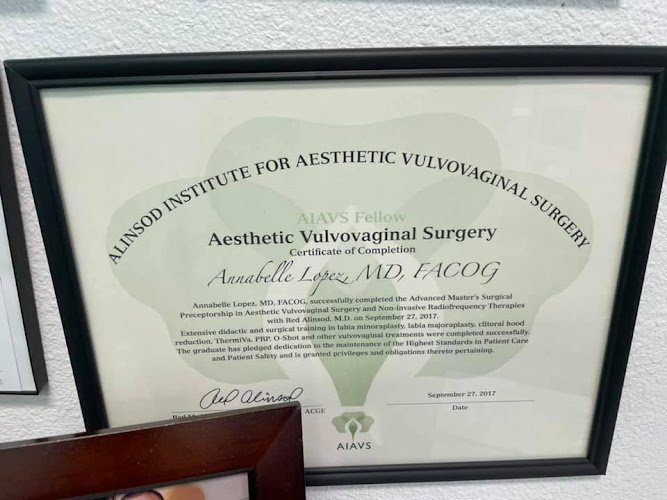 ALINSOD INSTITUTE FOR AESTHETIC VULVOVAGINAL SURGERY
AIAVS Fellow
Aesthetic Vulvovaginal Surgery
Certificate of Completion
Annabelle Lopez, MD, FACOG
Annabelle Lopez, MD, FACOG, successfully completed the Advanced Master's Surgical
Preceptorship in Aesthetic Vulvovaginal Surgery and Non-invasive Radiofrequency Therapies
with Red Alinsod, M.D. on September 27, 2017.
Extensive didactic and surgical training in labia minoraplasty, labia majoraplasty, clitoral hood
reduction, ThermiVa, PRP, O-Shot and other vulvovaginal treatments were completed successfully.
The graduate has pledged dedication to the maintenance of the Highest Standards in Patient Care
and Patient Safety and is granted privileges and obligations thereto pertaining.
Red Alinsod
September 27, 2017
Red
ACGE
Date
AIAVS